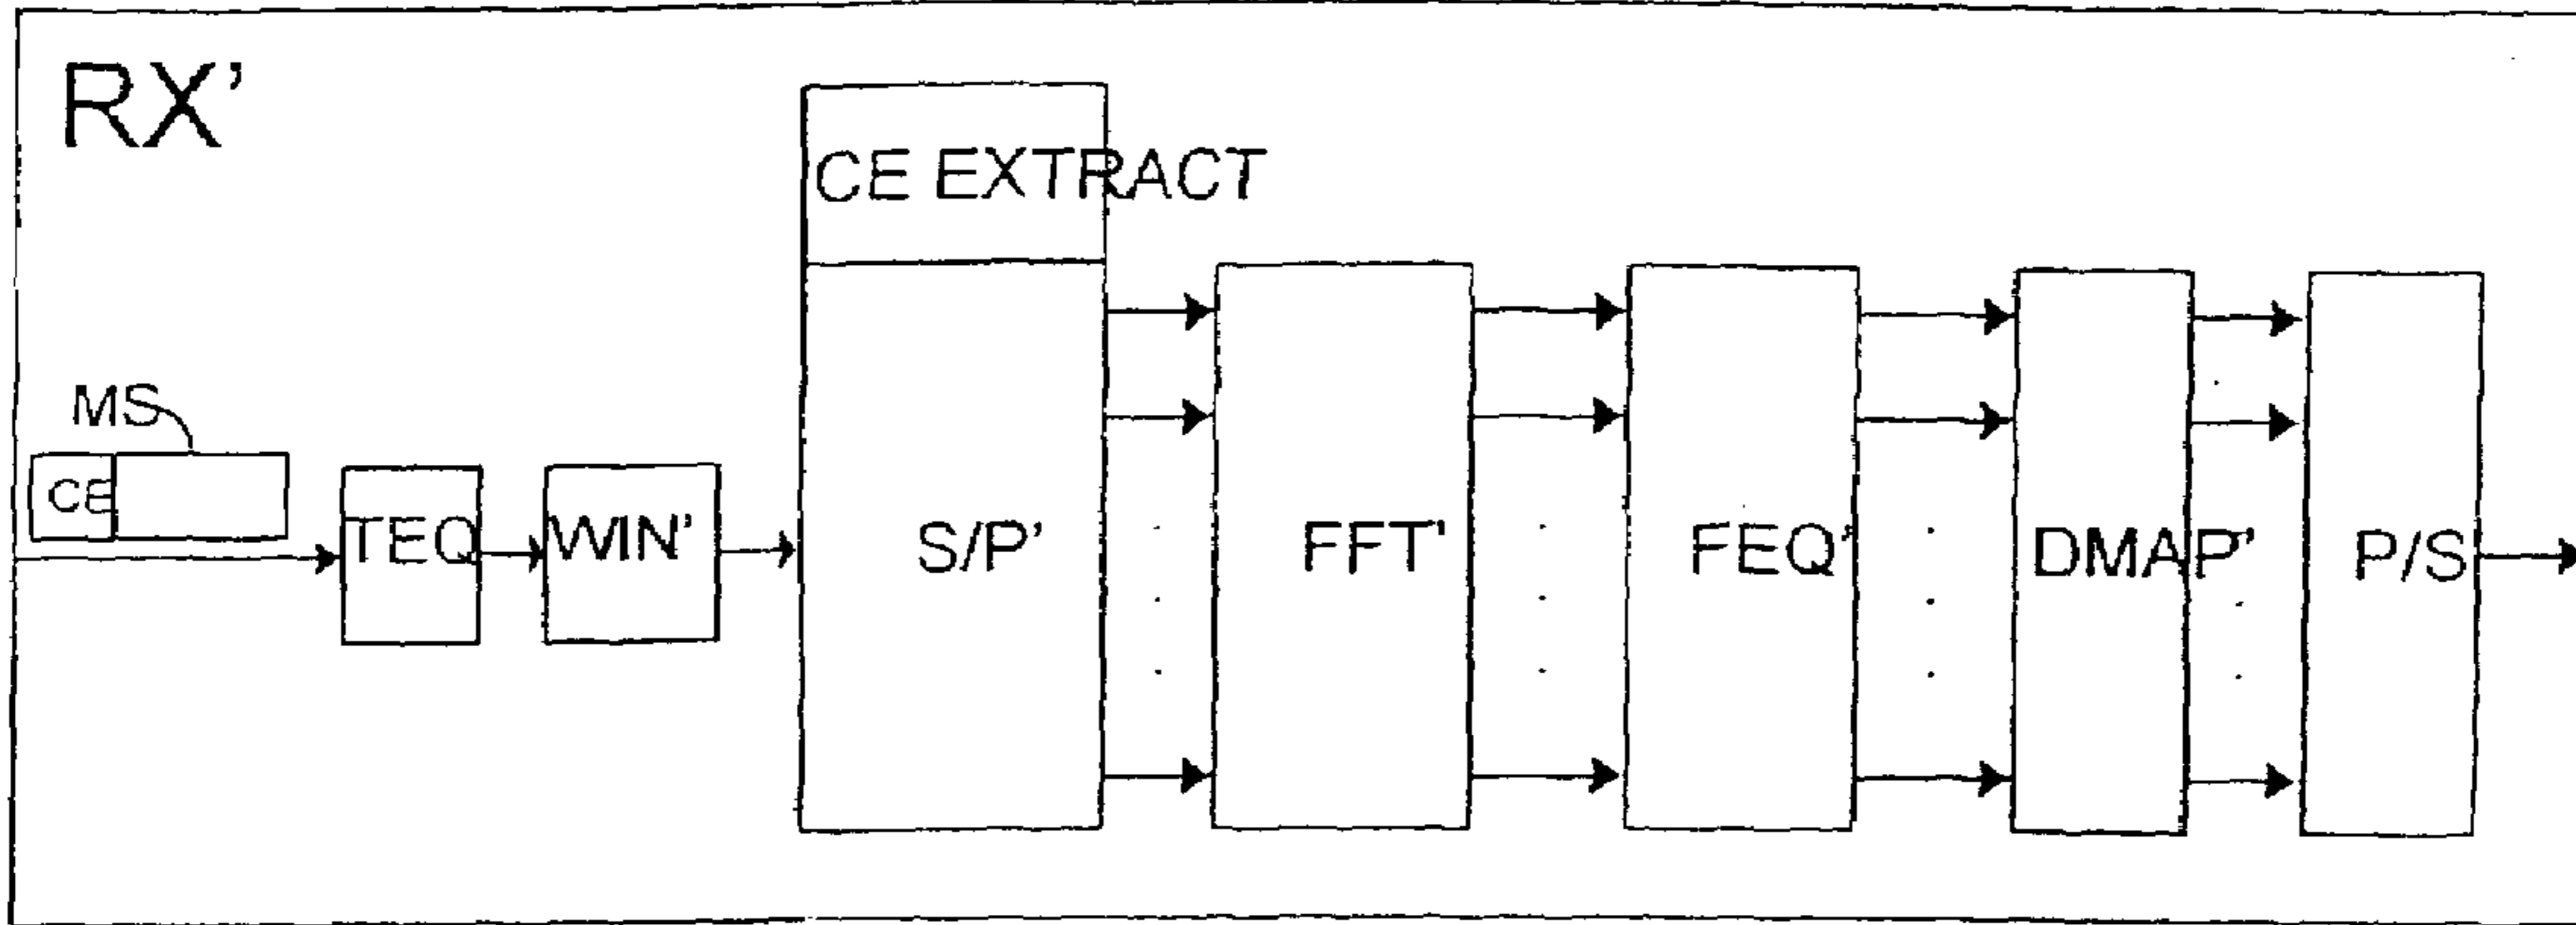 RX'
CE EXTRACT
MS
CE
TEQ
WIN'
S/P'
FFT'
FEQ'
DMAP'
P/S